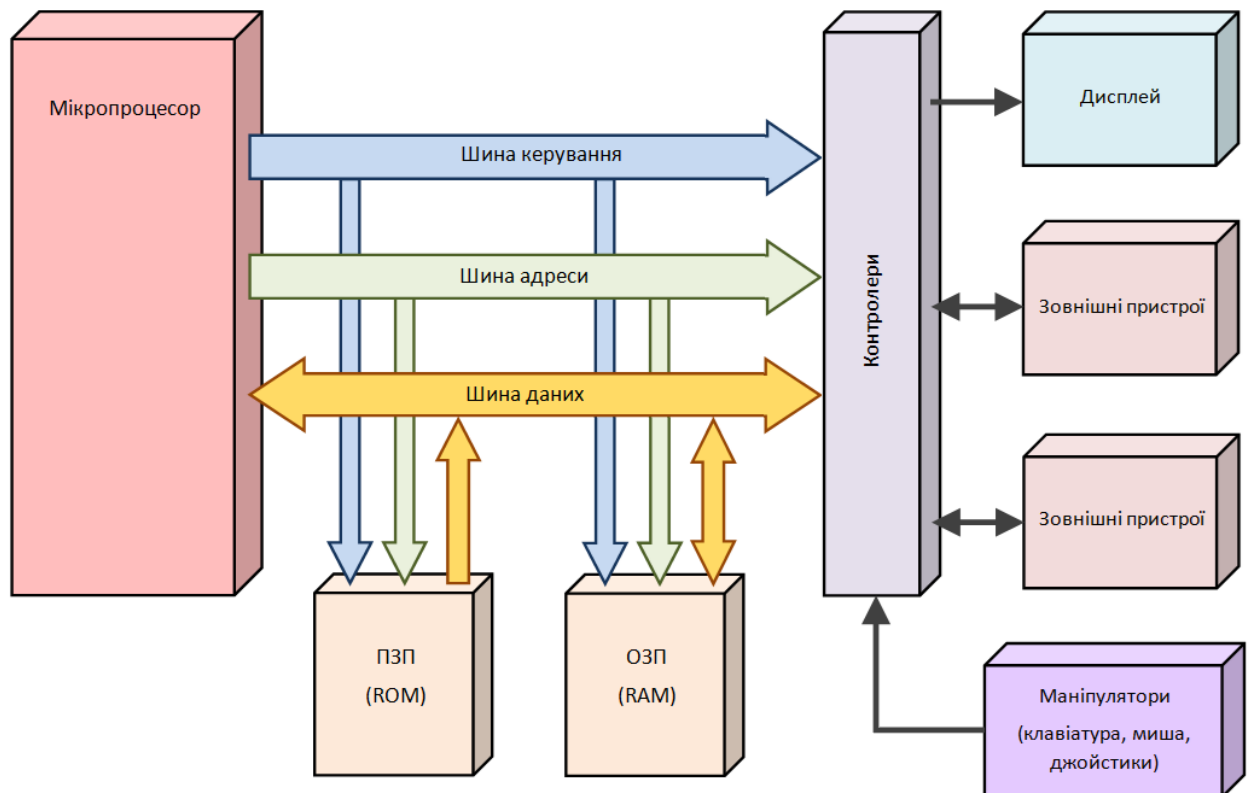 Мікропроцесор
Шина керування
Шина адреси
Шина даних
ПЗП
(ROM)
ОЗП
(RAM)
Контролери
Дисплей
Зовнішні пристрої
Зовнішні пристрої
Маніпулятори
(клавіатура, миша,
джойстики)